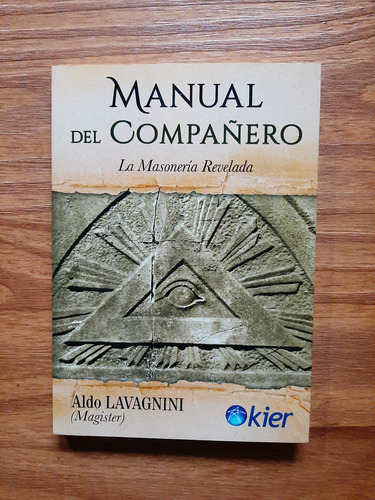 MANUAL
DEL COMPAÑERO
La Masonería Revelada
Aldo LAVAGNINI
(Magister)
kier